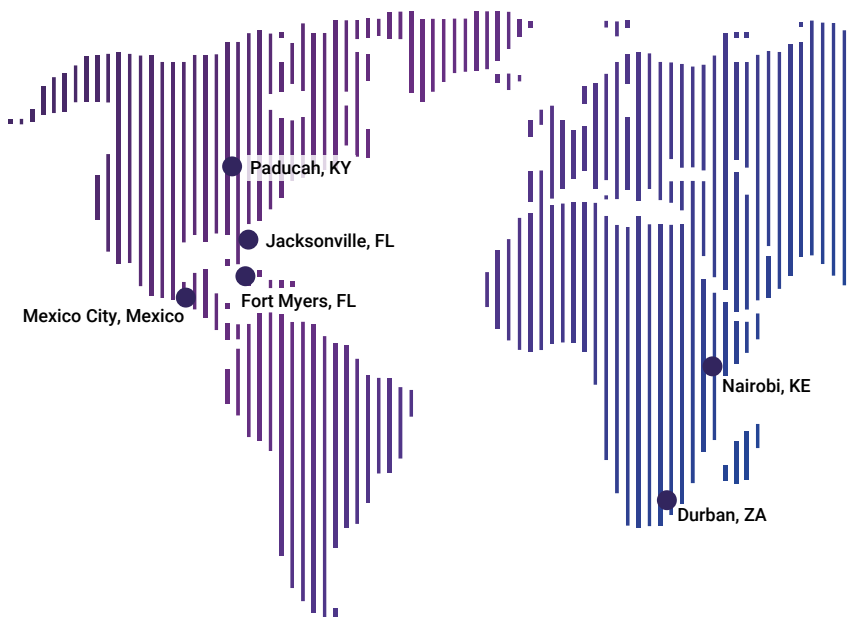 Paducah, KY
Jacksonville, FL
Fort Myers, FL
Mexico City, Mexico
Nairobi, KE
Durban, ZA